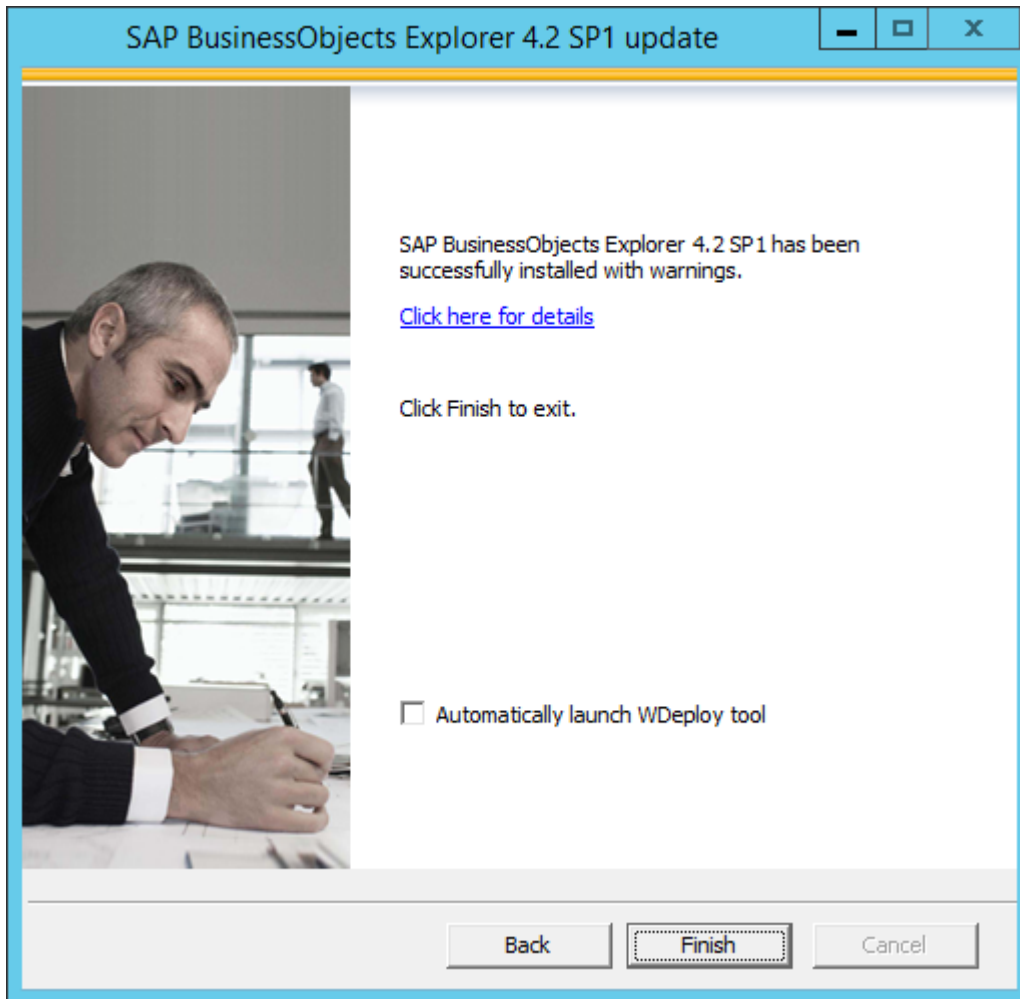 SAP BusinessObjects Explorer 4.2 SP1 update
SAP BusinessObjects Explorer 4.2 SP1 has been
successfully installed with warnings.
Click here for details
Click Finish to exit.
Automatically launch WDeploy tool
Back
Finish
Cancel